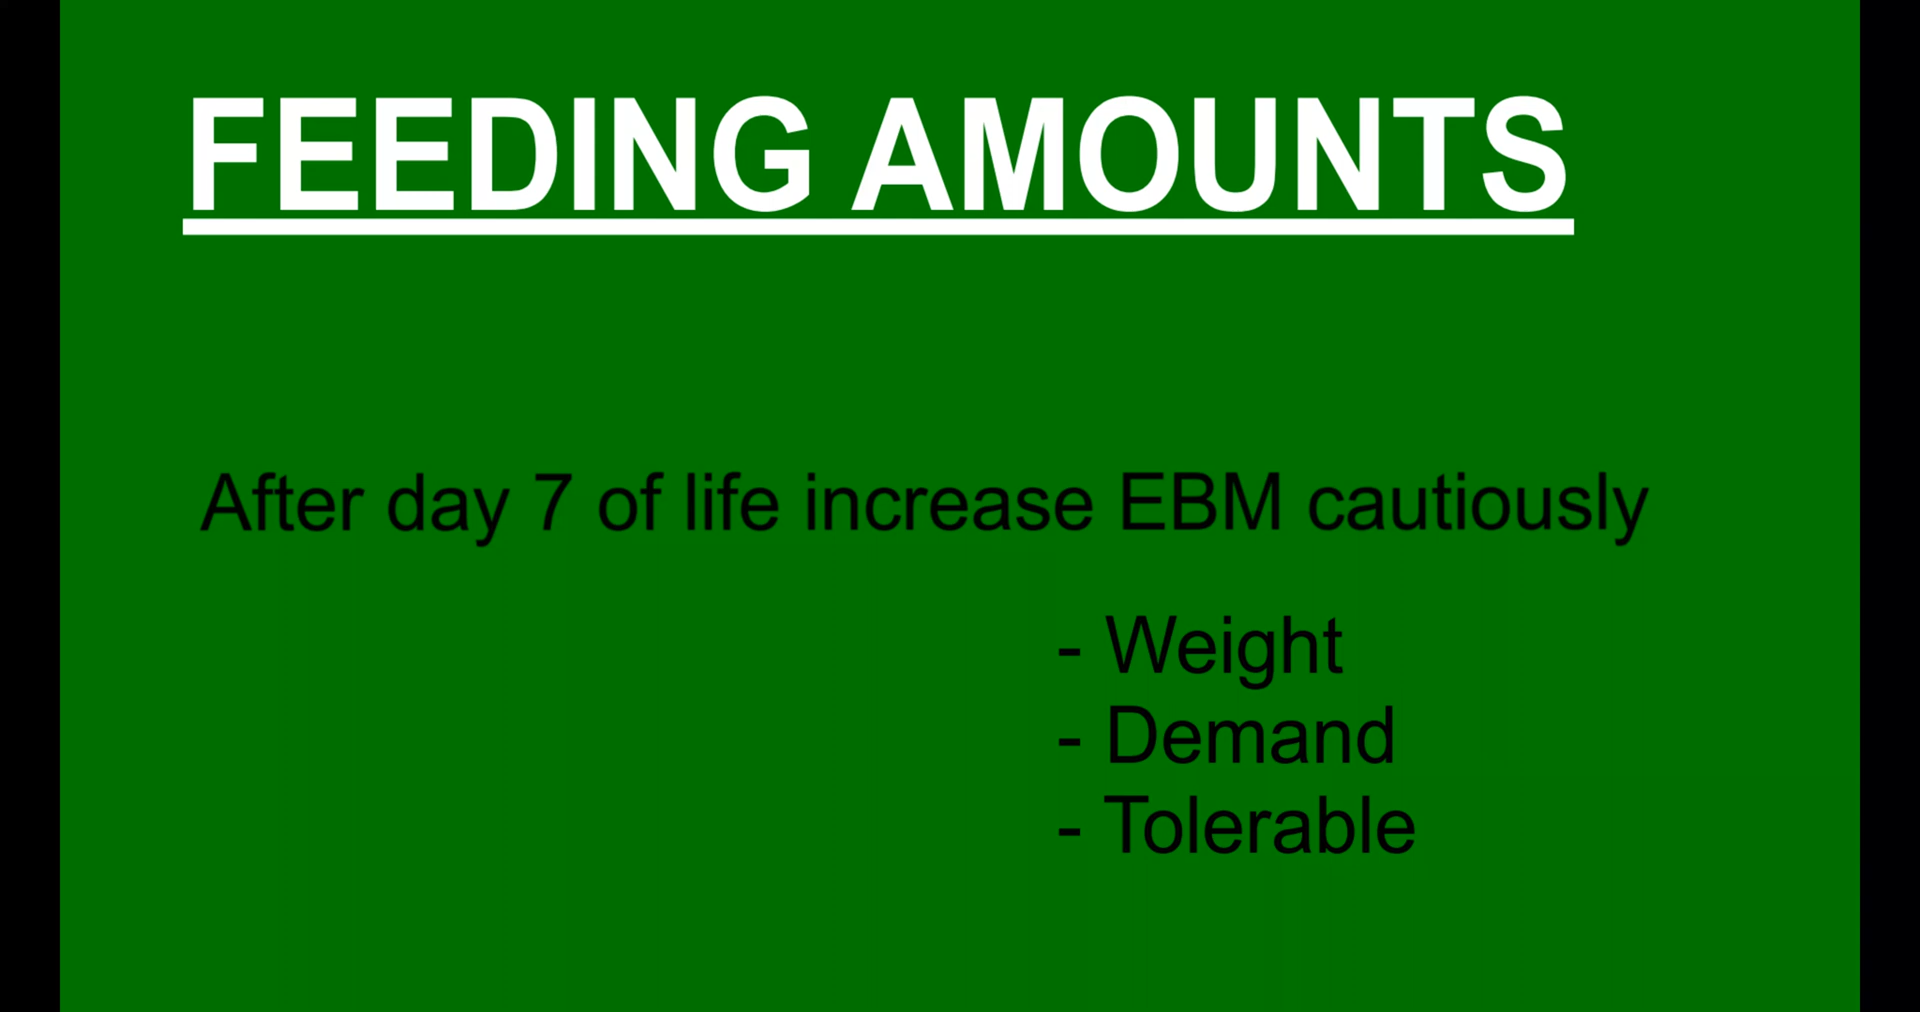 FEEDING AMOUNTS
After day 7 of life increase EBM cautiously
- Weight
- Demand
- Tolerable